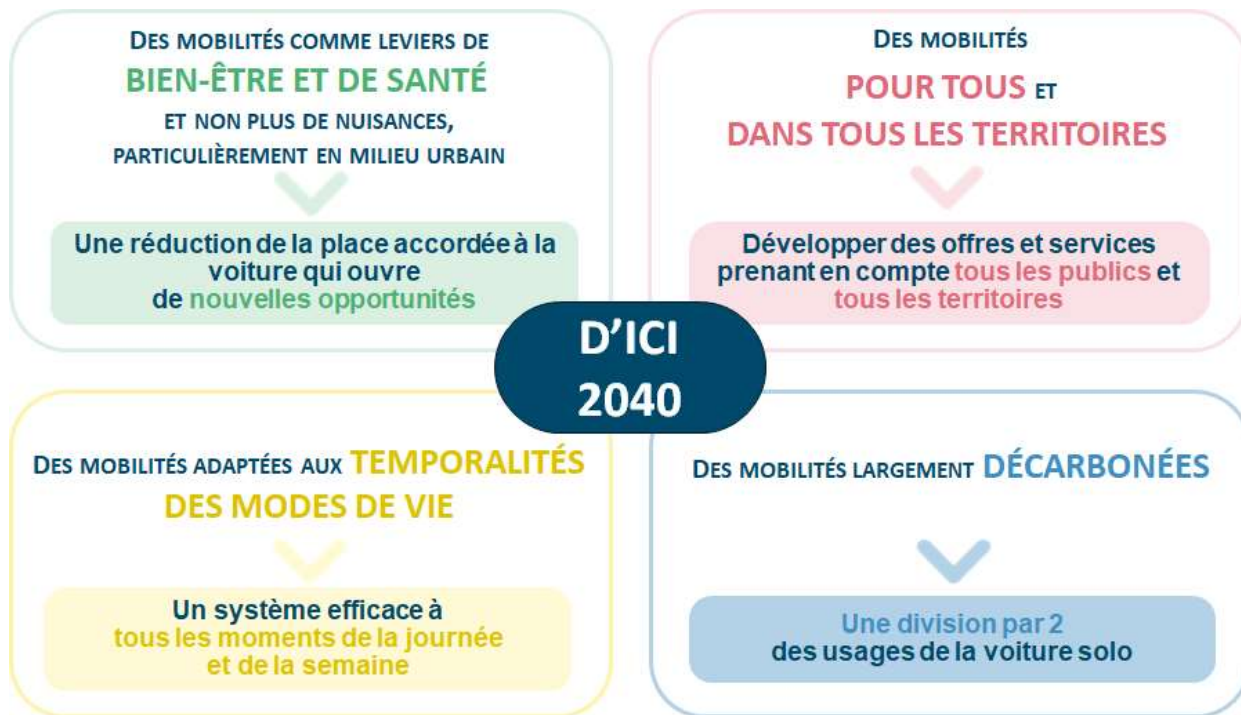 DES MOBILITÉS COMME LEVIERS DE
BIEN-ÊTRE ET DE SANTÉ
ET NON PLUS DE NUISANCES,
PARTICULIÈREMENT EN MILIEU URBAIN
Une réduction de la place accordée à la
voiture qui ouvre
de nouvelles opportunités
DES MOBILITÉS
POUR TOUS ET
DANS TOUS LES TERRITOIRES
Développer des offres et services
prenant en compte tous les publics et
tous les territoires
D'ICI
2040
DES MOBILITÉS ADAPTÉES AUX TEMPORALITÉS
DES MODES DE VIE
Un système efficace à
tous les moments de la journée
et de la semaine
DES MOBILITÉS LARGEMENT DÉCARBONÉES
Une division par 2
des usages de la voiture solo